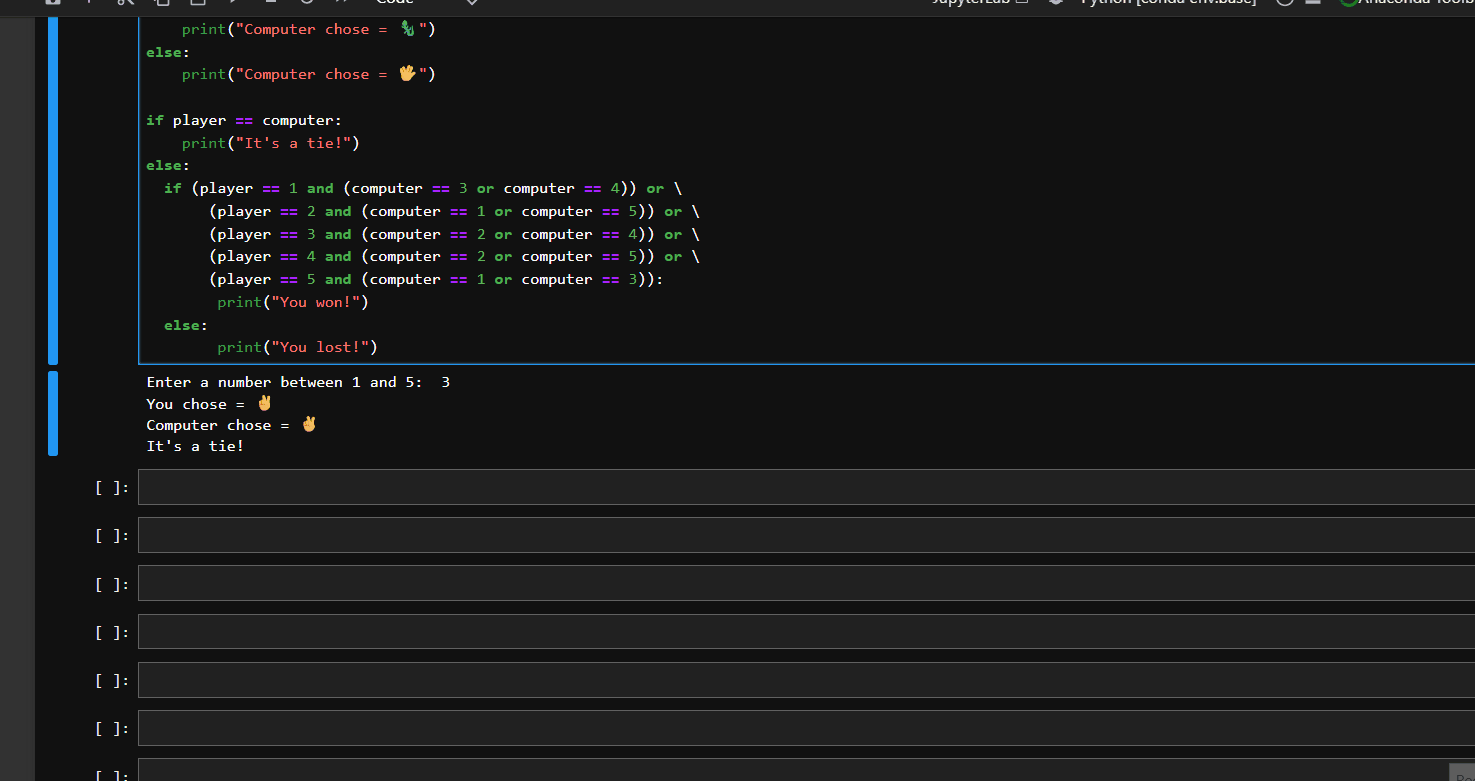 Code
JupyterLab
Python [conda env:base]
Anaconda Toolb
    print("Computer chose = 🦎")
else:
    print("Computer chose = 🖖")
if player == computer:
    print("It's a tie!")
else:
  if (player == 1 and (computer == 3 or computer == 4)) or \
       (player == 2 and (computer == 1 or computer == 5)) or \
       (player == 3 and (computer == 2 or computer == 4)) or \
       (player == 4 and (computer == 2 or computer == 5)) or \
       (player == 5 and (computer == 1 or computer == 3)):
        print("You won!")
  else:
        print("You lost!")
Enter a number between 1 and 5:  3
You chose = ✌
Computer chose = ✌
It's a tie!
[ ]:
[ ]:
[ ]:
[ ]:
[ ]:
[ ]:
[ ]: